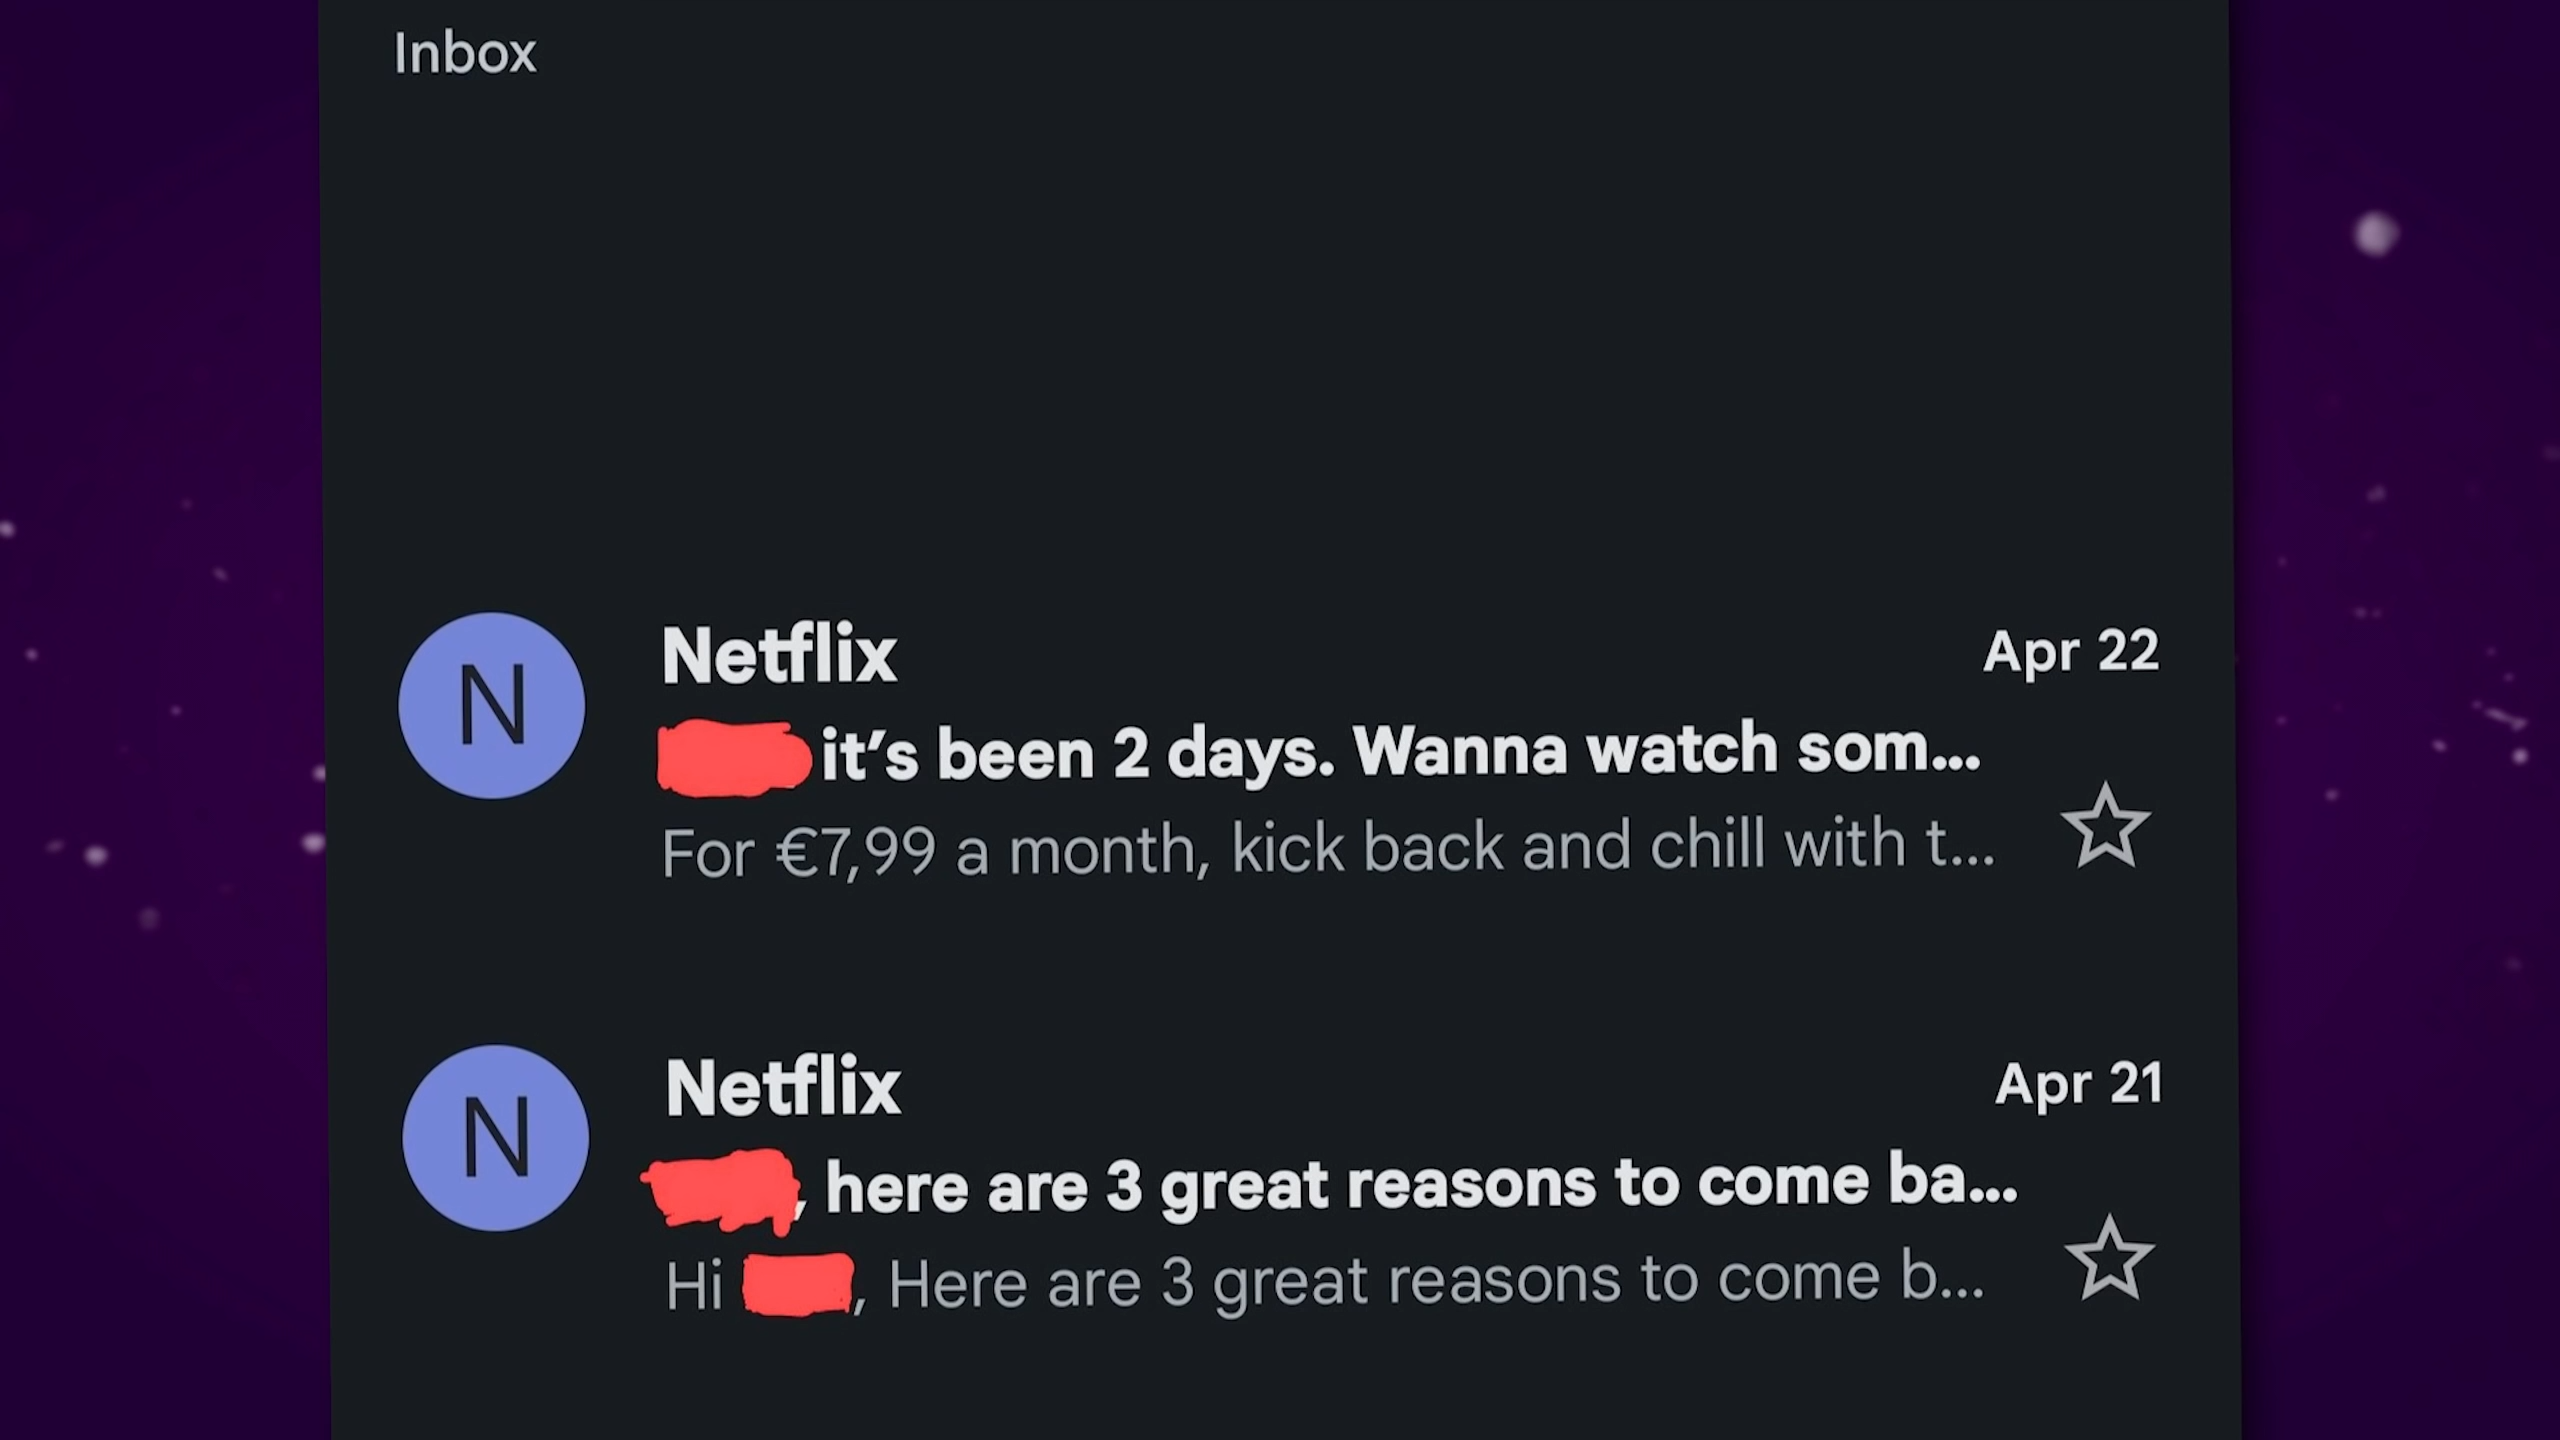 Inbox
N
Netflix
Apr 22
it’s been 2 days. Wanna watch som...
For €7,99 a month, kick back and chill with t...
N
Netflix
Apr 21
, here are 3 great reasons to come ba...
Hi , Here are 3 great reasons to come b...